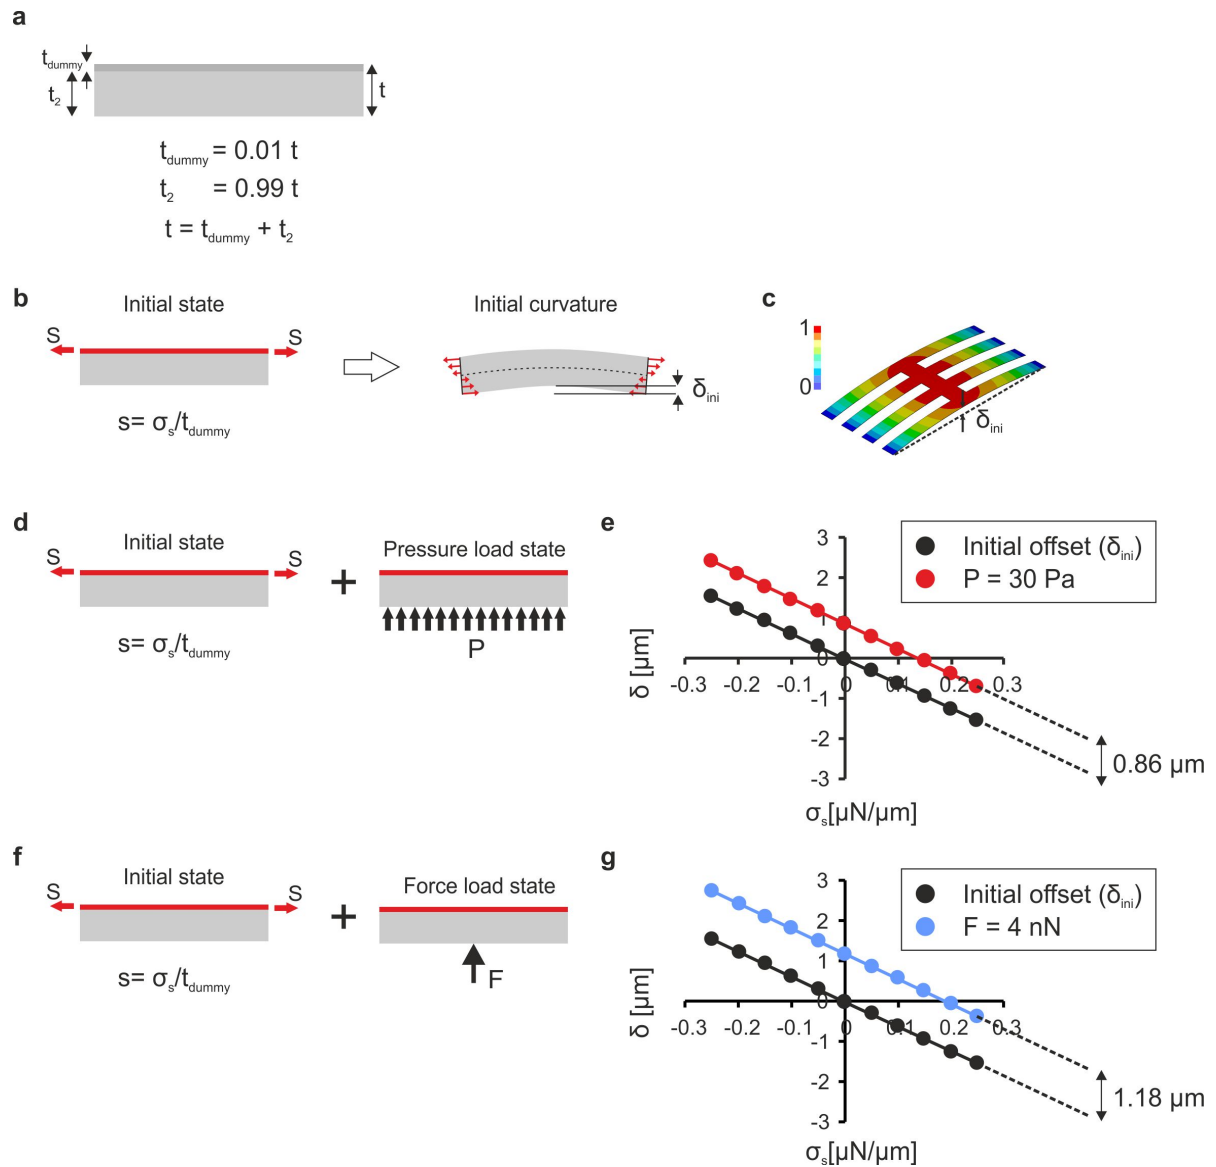 a
t_dummy
t_2
t
t_dummy = 0.01 t
t_2 = 0.99 t
t = t_dummy + t_2
b
Initial state
S
S
s= σ_s/t_dummy
Initial curvature
δ_ini
c
1
0
δ_ini
d
Initial state
S
S
s= σ_s/t_dummy
+
Pressure load state
P
e
Initial offset (δ_ini)
P = 30 Pa
3
2
1
0
-1
-2
-3
δ [µm]
-0.3 -0.2 -0.1 0 0.1 0.2 0.3
σ_s[µN/µm]
0.86 µm
f
Initial state
S
S
s= σ_s/t_dummy
+
Force load state
F
g
Initial offset (δ_ini)
F = 4 nN
3
2
1
0
-1
-2
-3
δ [µm]
-0.3 -0.2 -0.1 0 0.1 0.2 0.3
σ_s[µN/µm]
1.18 µm